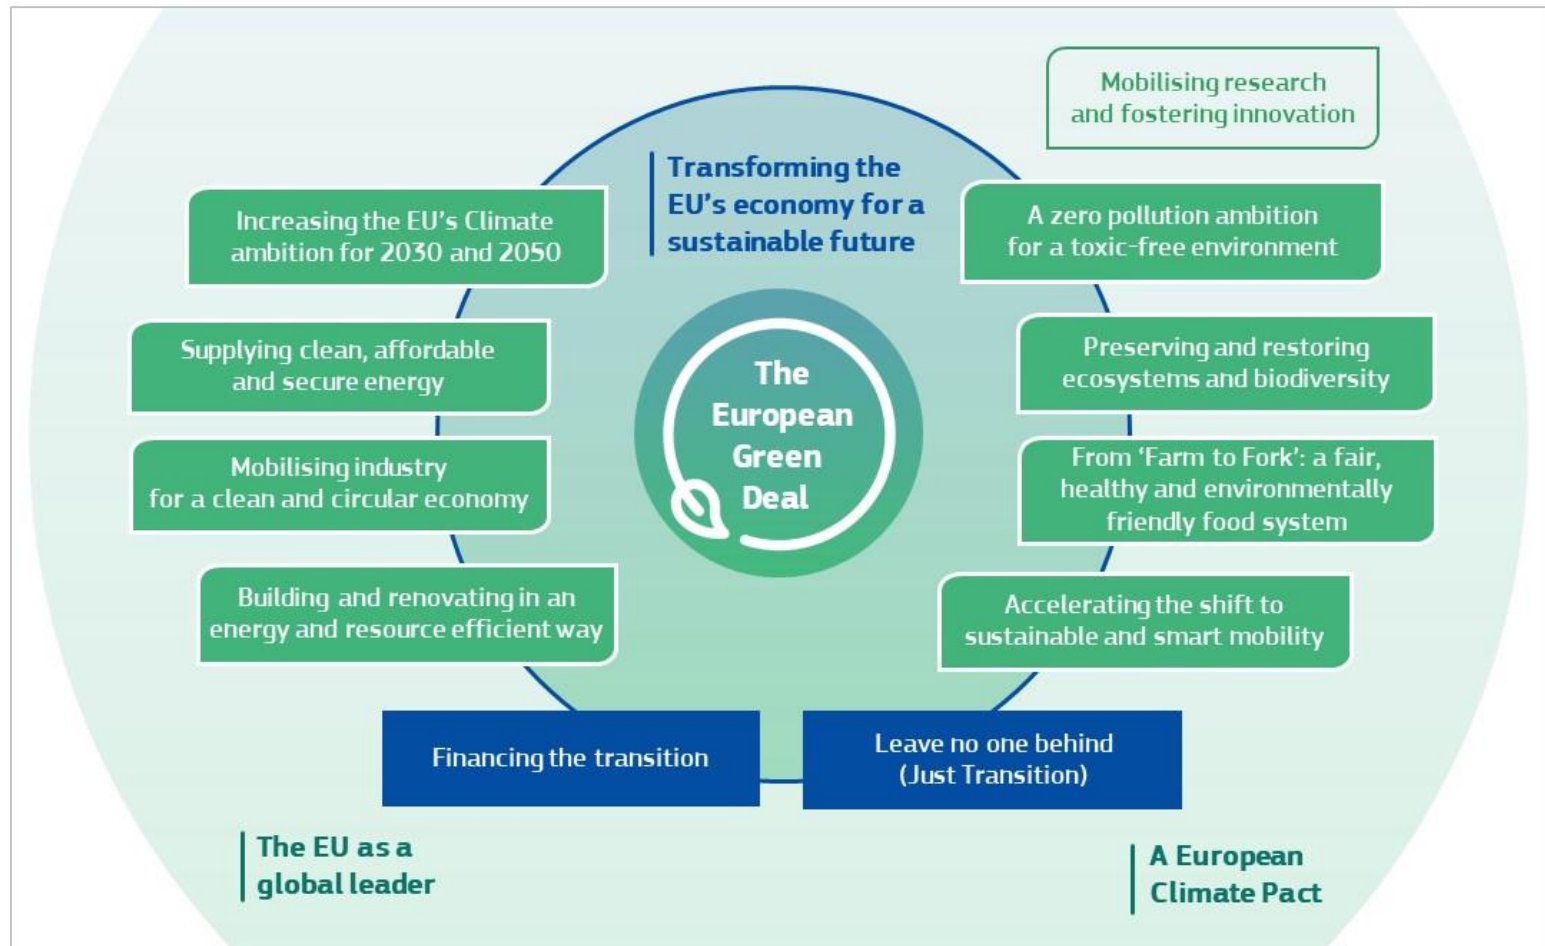 Mobilising research
and fostering innovation
Transforming the
EU's economy for a
sustainable future
Increasing the EU's Climate
ambition for 2030 and 2050
A zero pollution ambition
for a toxic-free environment
Supplying clean, affordable
and secure energy
Preserving and restoring
ecosystems and biodiversity
The
European
Green
Deal
Mobilising industry
for a clean and circular economy
From ‘Farm to Fork’: a fair,
healthy and environmentally
friendly food system
Building and renovating in an
energy and resource efficient way
Accelerating the shift to
sustainable and smart mobility
Financing the transition
Leave no one behind
(Just Transition)
The EU as a
global leader
A European
Climate Pact